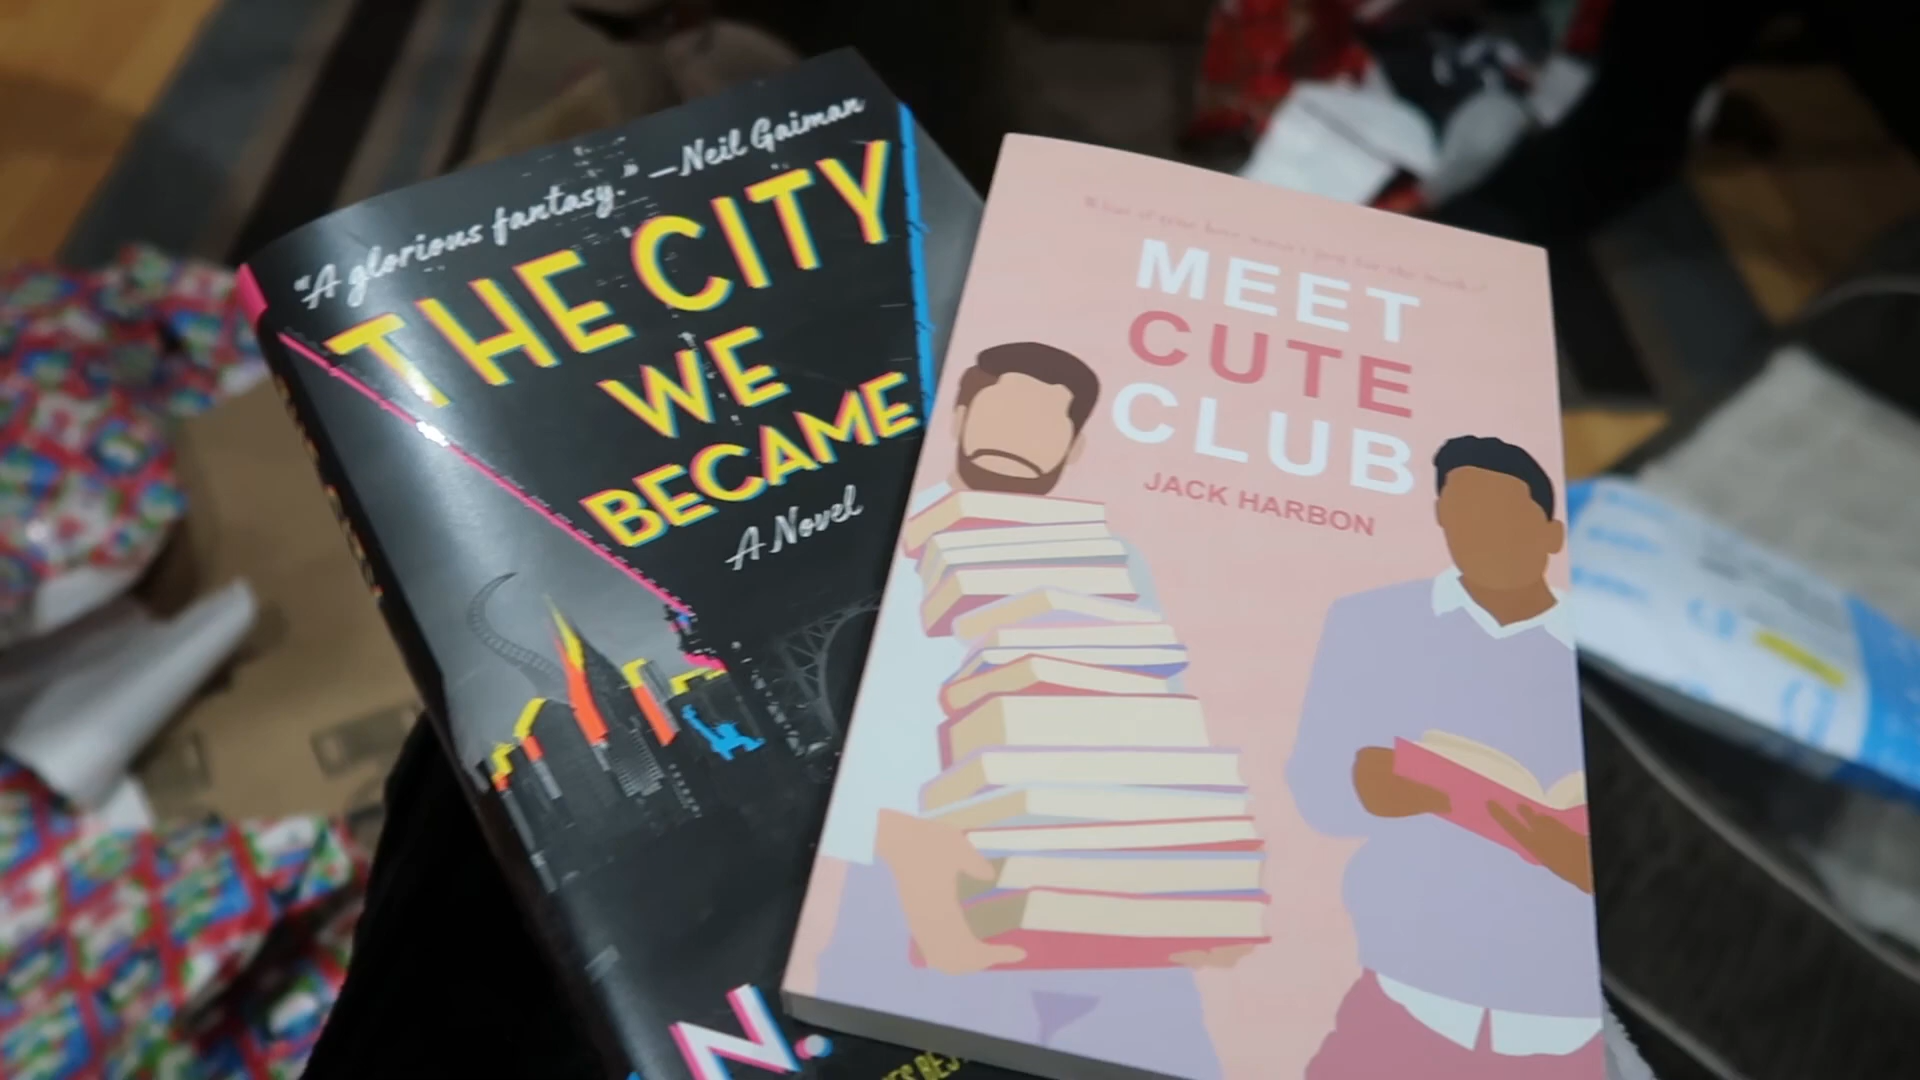 "A glorious fantasy." —Neil Gaiman
THE CITY
WE
BECAME
A Novel
N.
MEET
CUTE
CLUB
JACK HARBON